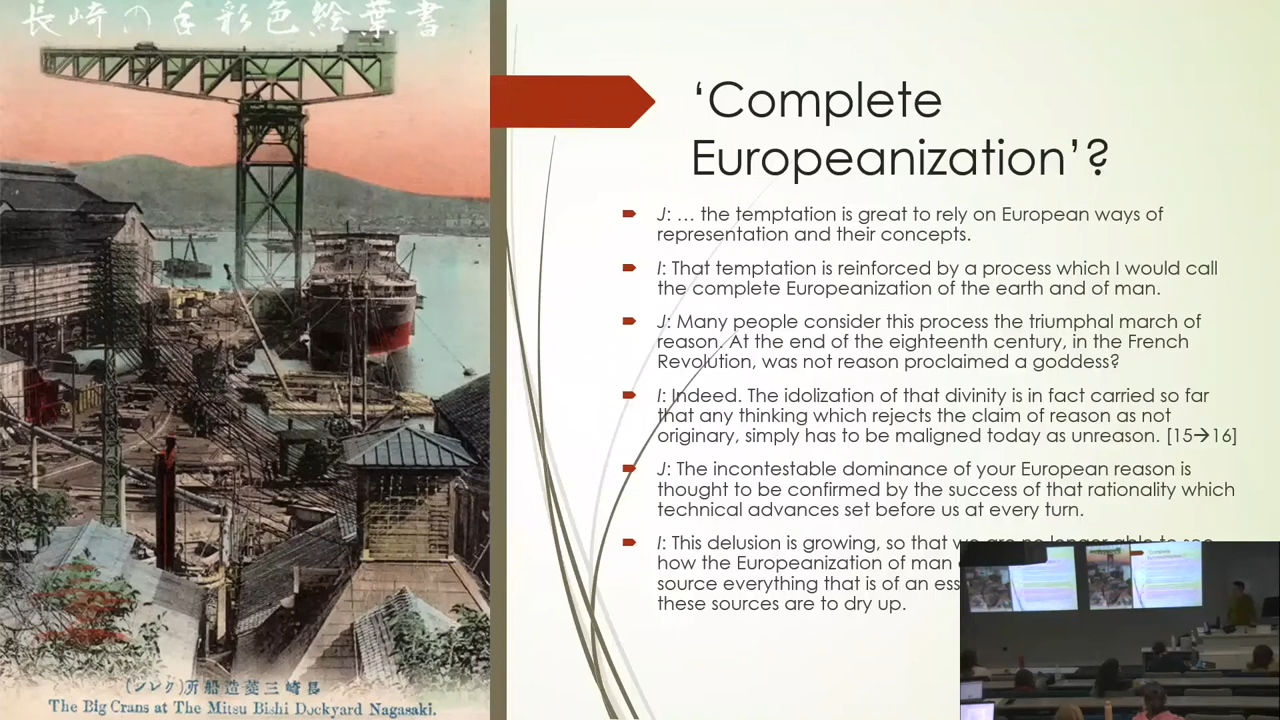 長崎の手彩色絵葉書
(ンレク)所船造菱三崎長
The Big Crans at The Mitsu Bishi Dockyard Nagasaki.
‘Complete
Europeanization’?
J: … the temptation is great to rely on European ways of
representation and their concepts.
I: That temptation is reinforced by a process which I would call
the complete Europeanization of the earth and of man.
J: Many people consider this process the triumphal march of
reason. At the end of the eighteenth century, in the French
Revolution, was not reason proclaimed a goddess?
I: Indeed. The idolization of that divinity is in fact carried so far
that any thinking which rejects the claim of reason as not
originary, simply has to be maligned today as unreason. [15→16]
J: The incontestable dominance of your European reason is
thought to be confirmed by the success of that rationality which
technical advances set before us at every turn.
I: This delusion is growing, so that we are no longer able to see
how the Europeanization of man
source everything that is of an ess
these sources are to dry up.